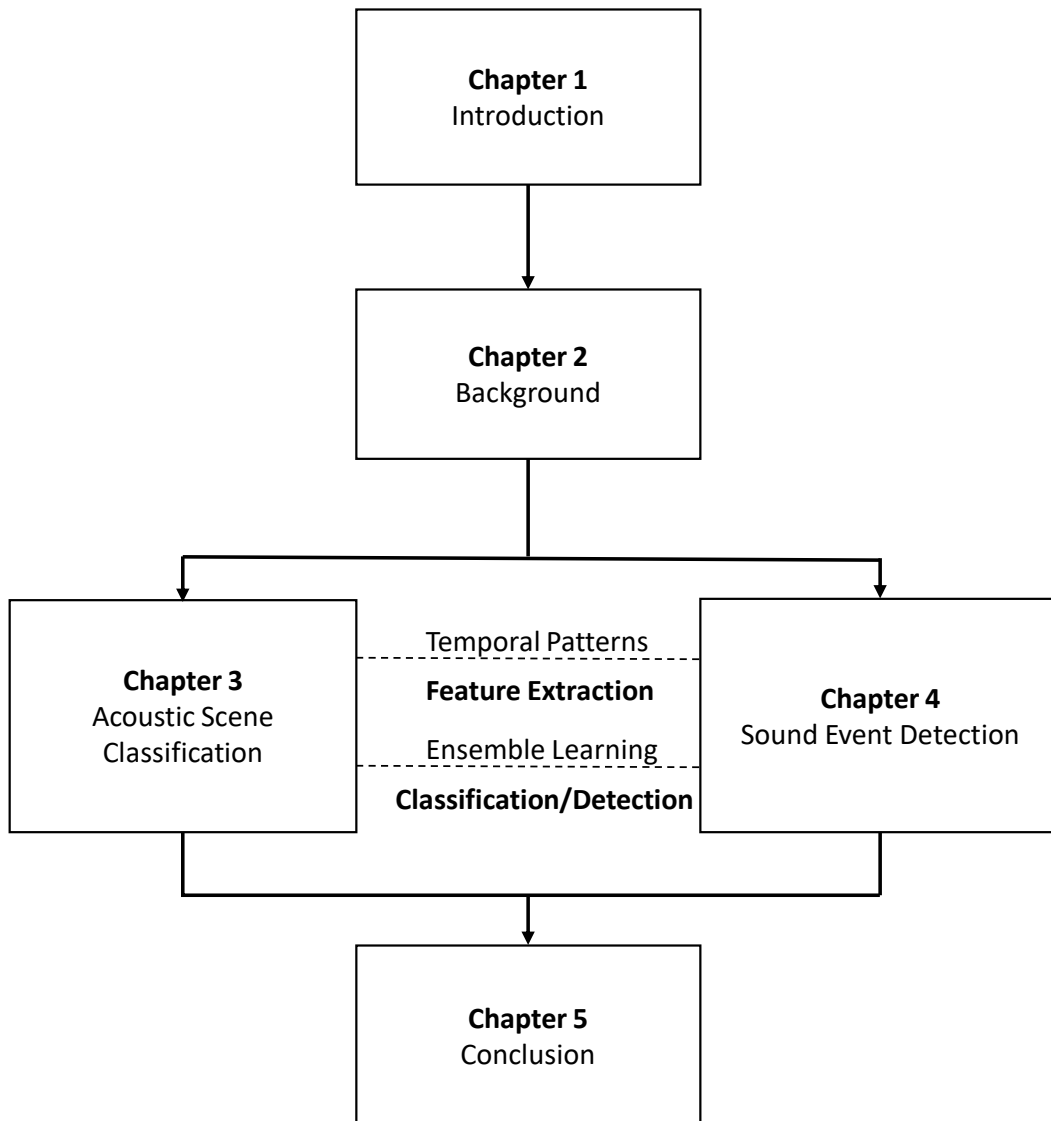 Chapter 1
Introduction
Chapter 2
Background
Chapter 3
Acoustic Scene
Classification
Temporal Patterns
Feature Extraction
Ensemble Learning
Classification/Detection
Chapter 4
Sound Event Detection
Chapter 5
Conclusion